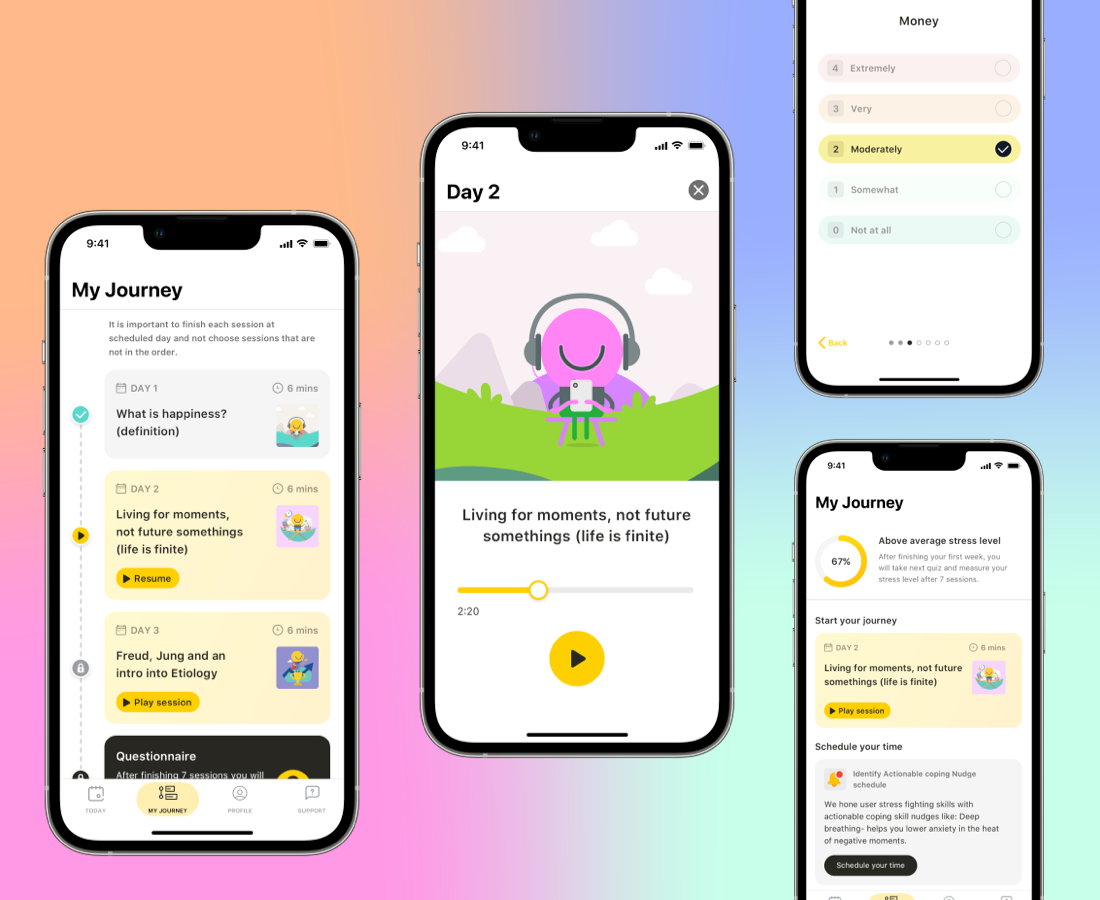 9:41
My Journey
It is important to finish each session at
scheduled day and not choose sessions that are
not in the order.
DAY 1
6 mins
What is happiness?
(definition)
DAY 2
6 mins
Living for moments,
not future somethings
(life is finite)
Resume
DAY 3
6 mins
Freud, Jung and an
intro into Etiology
Play session
Questionnaire
After finishing 7 sessions you will
TODAY
MY JOURNEY
PROFILE
SUPPORT
9:41
Day 2
Living for moments, not future
somethings (life is finite)
2:20
Money
4 Extremely
3 Very
2 Moderately
1 Somewhat
0 Not at all
Back
9:41
My Journey
67%
Above average stress level
After finishing your first week, you
will take next quiz and measure your
stress level after 7 sessions.
Start your journey
DAY 2
6 mins
Living for moments, not future
somethings (life is finite)
Play session
Schedule your time
Identify Actionable coping Nudge
schedule
We hone user stress fighting skills with
actionable coping skill nudges like: Deep
breathing- helps you lower anxiety in the heat
of negative moments.
Schedule your time